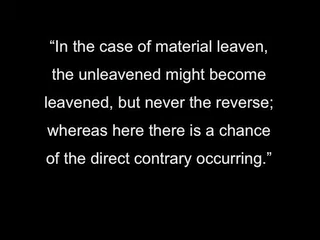 “In the case of material leaven,
the unleavened might become
leavened, but never the reverse;
whereas here there is a chance
of the direct contrary occurring.”